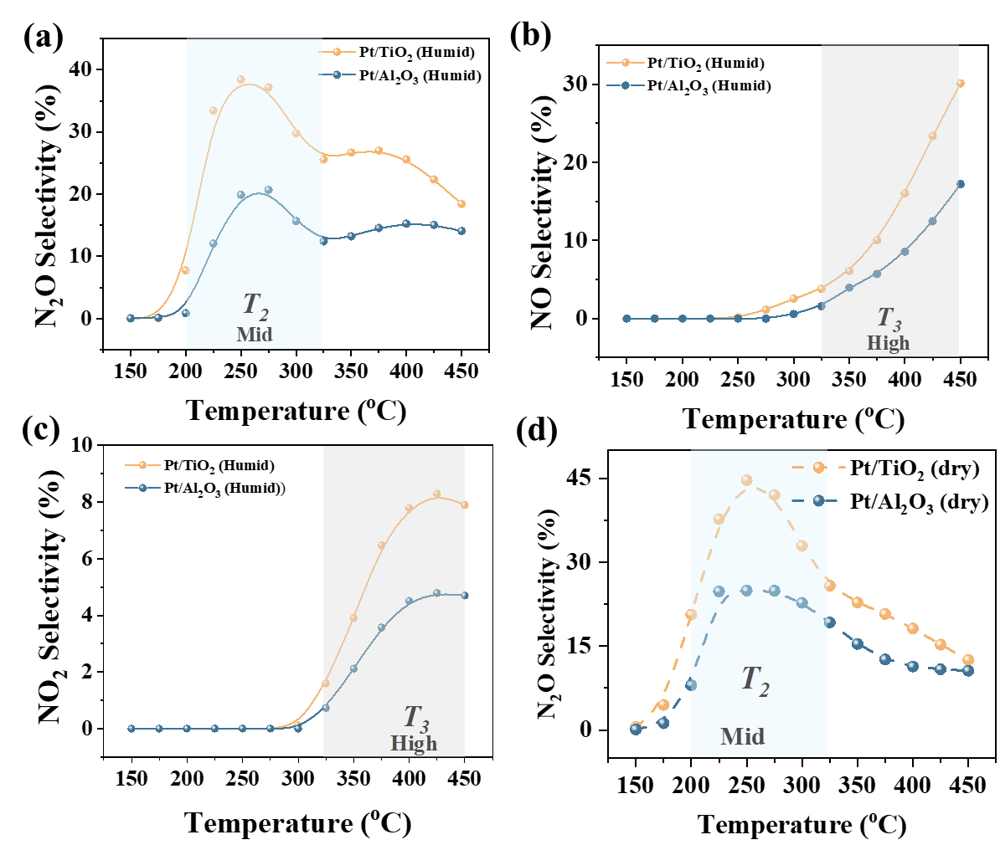 (a)
Pt/TiO2 (Humid)
Pt/Al2O3 (Humid)
N2O Selectivity (%)
40
30
20
10
0
T2
Mid
150 200 250 300 350 400 450
Temperature (oC)
(b)
Pt/TiO2 (Humid)
Pt/Al2O3 (Humid)
NO Selectivity (%)
30
20
10
0
T3
High
150 200 250 300 350 400 450
Temperature (oC)
(c)
Pt/TiO2 (Humid)
Pt/Al2O3 (Humid))
NO2 Selectivity (%)
10
8
6
4
2
0
T3
High
150 200 250 300 350 400 450
Temperature (oC)
(d)
Pt/TiO2 (dry)
Pt/Al2O3 (dry)
N2O Selectivity (%)
45
30
15
0
T2
Mid
150 200 250 300 350 400 450
Temperature (oC)